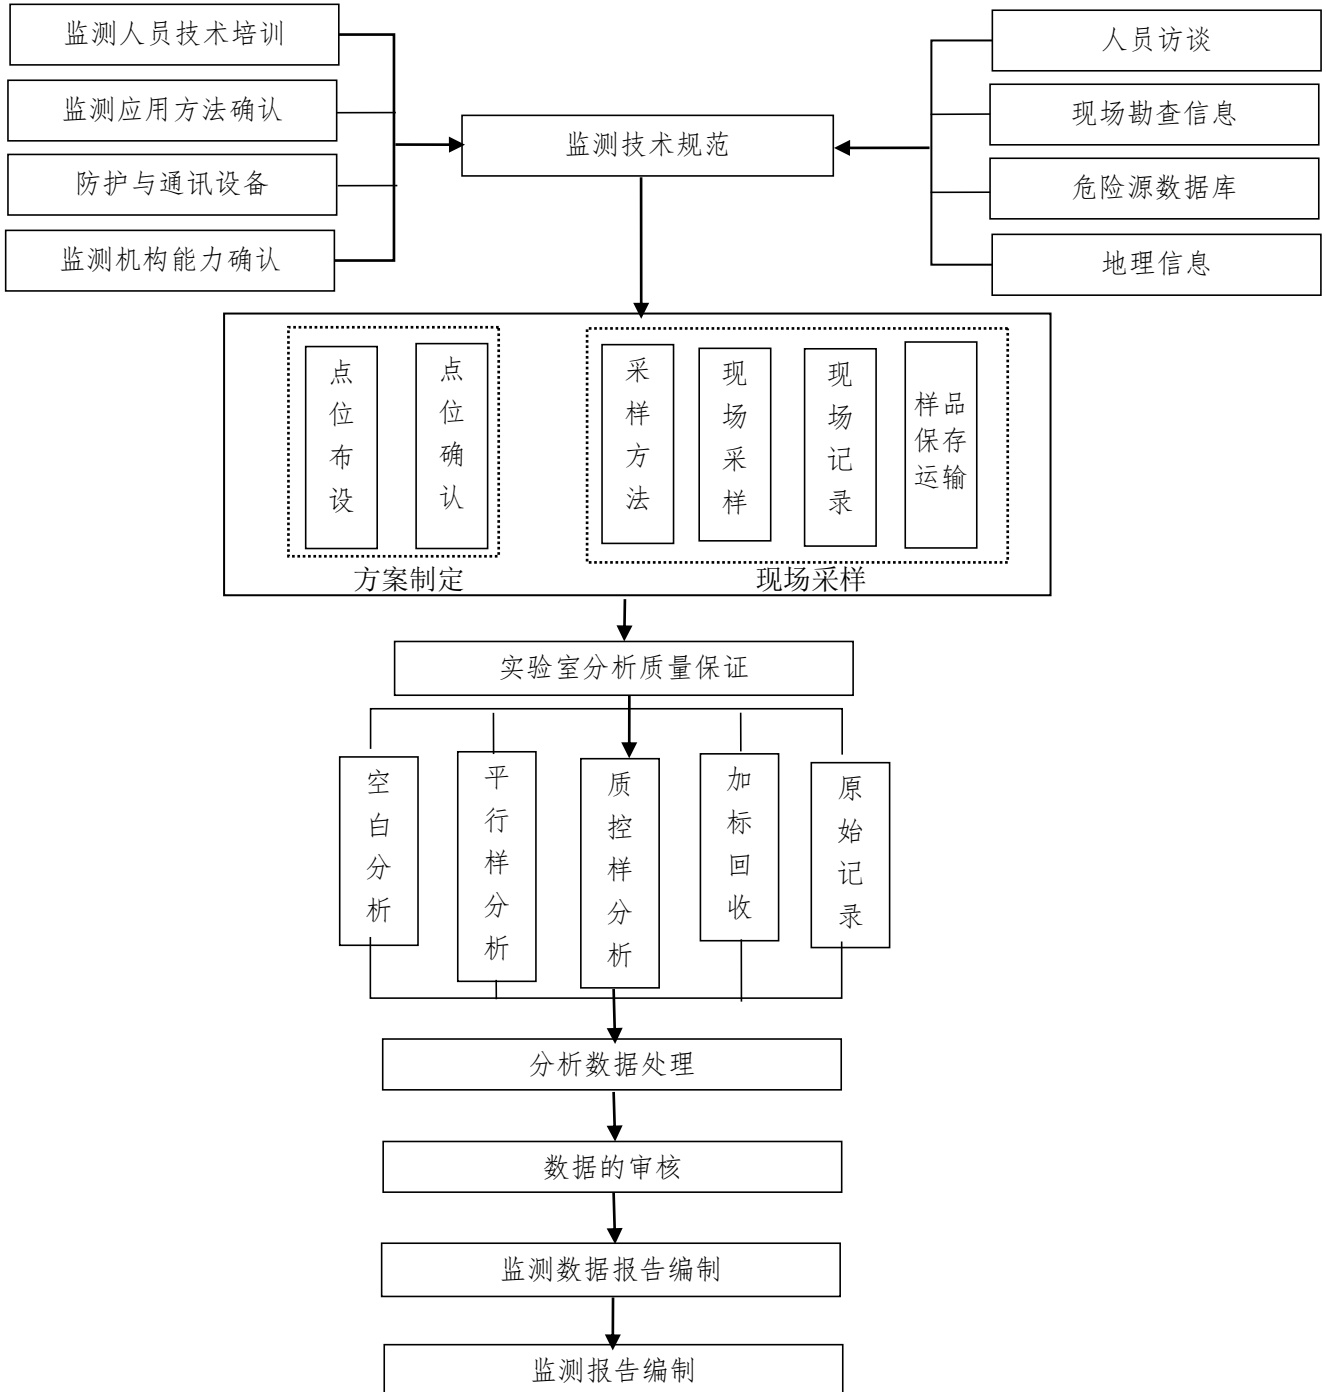 监测人员技术培训
监测应用方法确认
防护与通讯设备
监测机构能力确认
监测技术规范
人员访谈
现场勘查信息
危险源数据库
地理信息
点位布设
点位确认
方案制定
采样方法
现场采样
现场记录
样品
保存
运输
现场采样
实验室分析质量保证
空白分析
平行样分析
质控样分析
加标回收
原始记录
分析数据处理
数据的审核
监测数据报告编制
监测报告编制